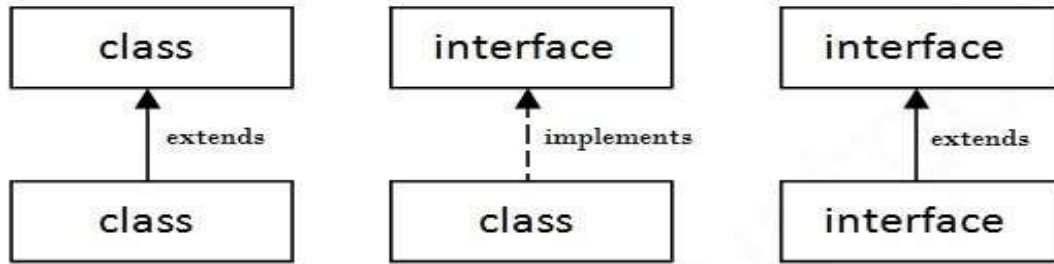 class interface interface
extends implements extends
class class interface